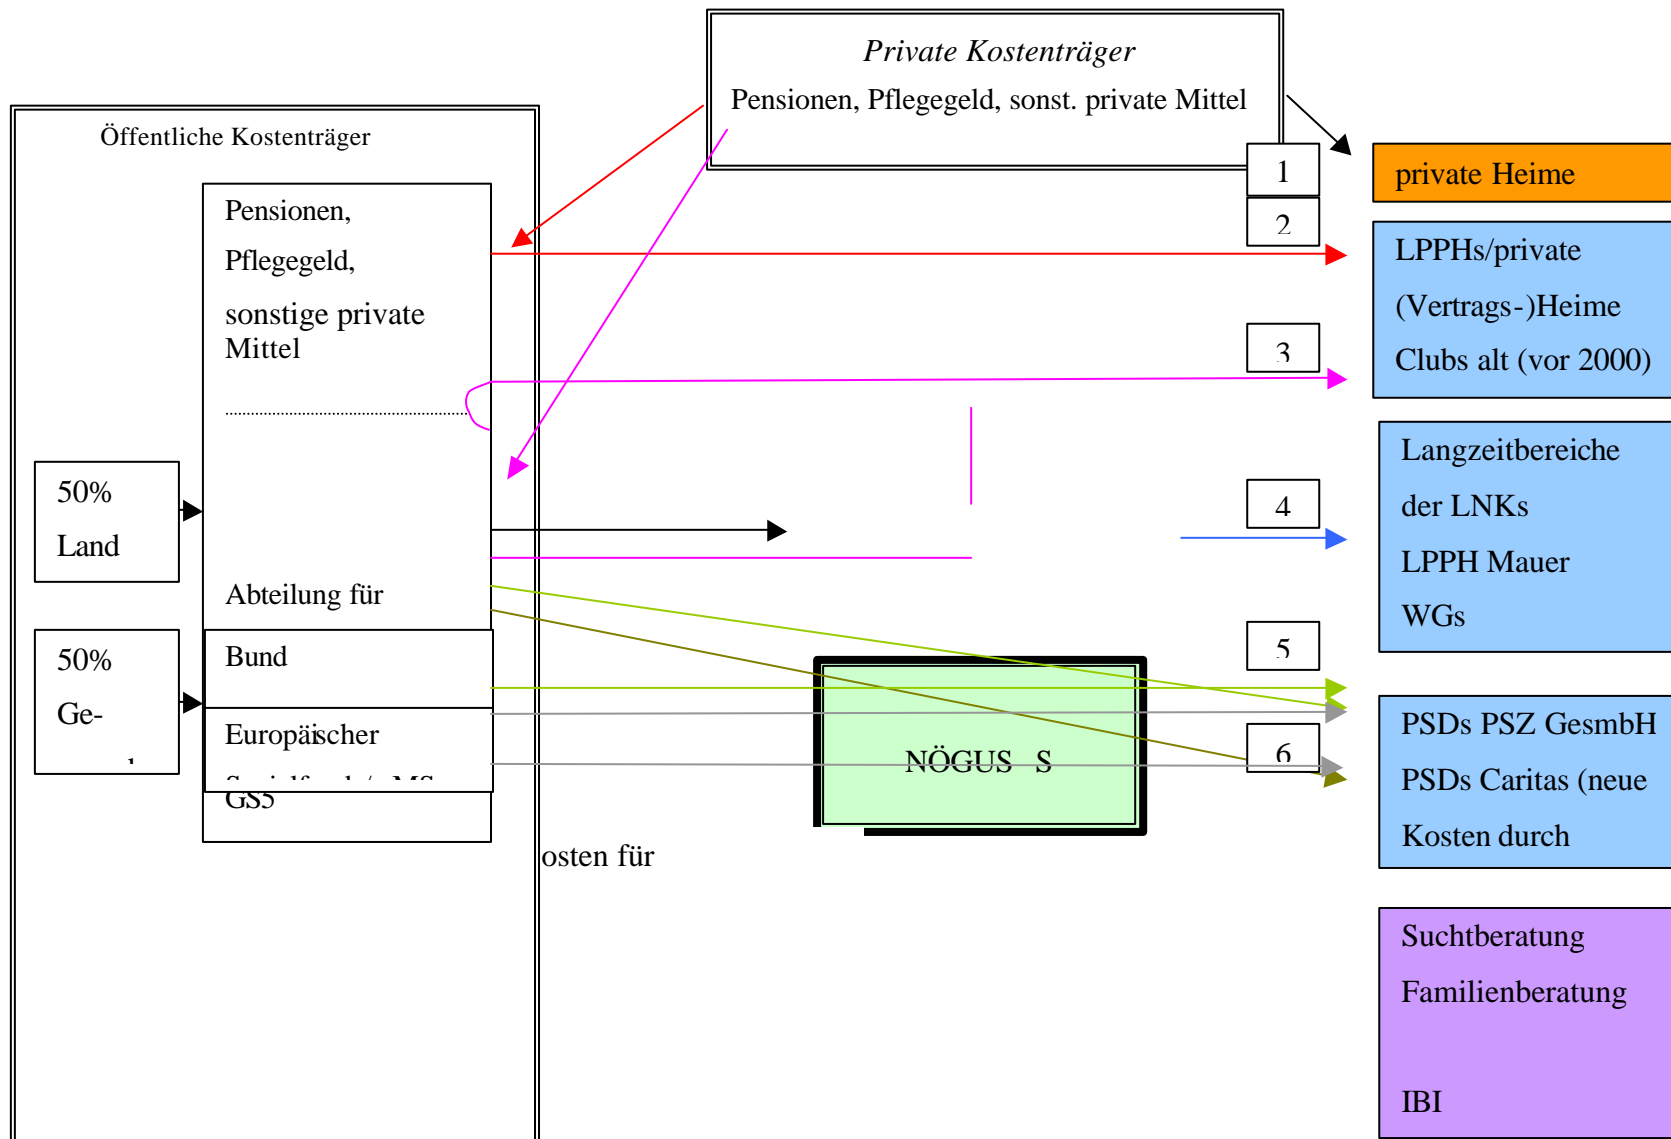 Private Kostenträger
Pensionen, Pflegegeld, sonst. private Mittel
Öffentliche Kostenträger
Pensionen,
Pflegegeld,
sonstige private
Mittel
Abteilung für
50%
Land
50%
Ge-
Bund
Europäischer
GS5
osten für
NÖGUS S
1
2
3
4
5
6
private Heime
LPPHs/private
(Vertrags-)Heime
Clubs alt (vor 2000)
Langzeitbereiche
der LNKs
LPPH Mauer
WGs
PSDs PSZ GesmbH
PSDs Caritas (neue
Kosten durch
Suchtberatung
Familienberatung
IBI